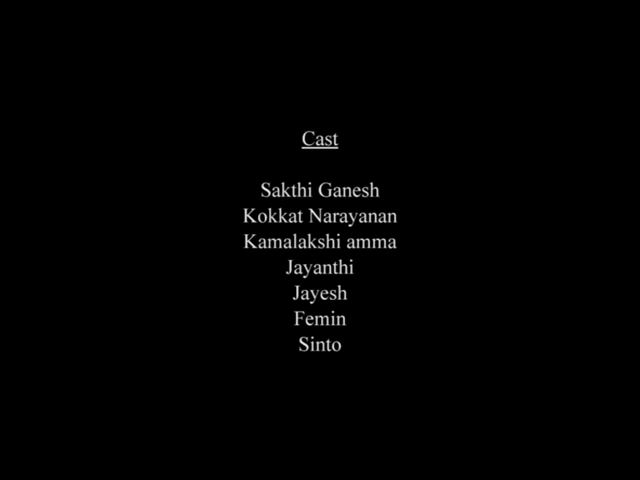 Cast
Sakthi Ganesh
Kokkat Narayanan
Kamalakshi amma
Jayanthi
Jayesh
Femin
Sinto